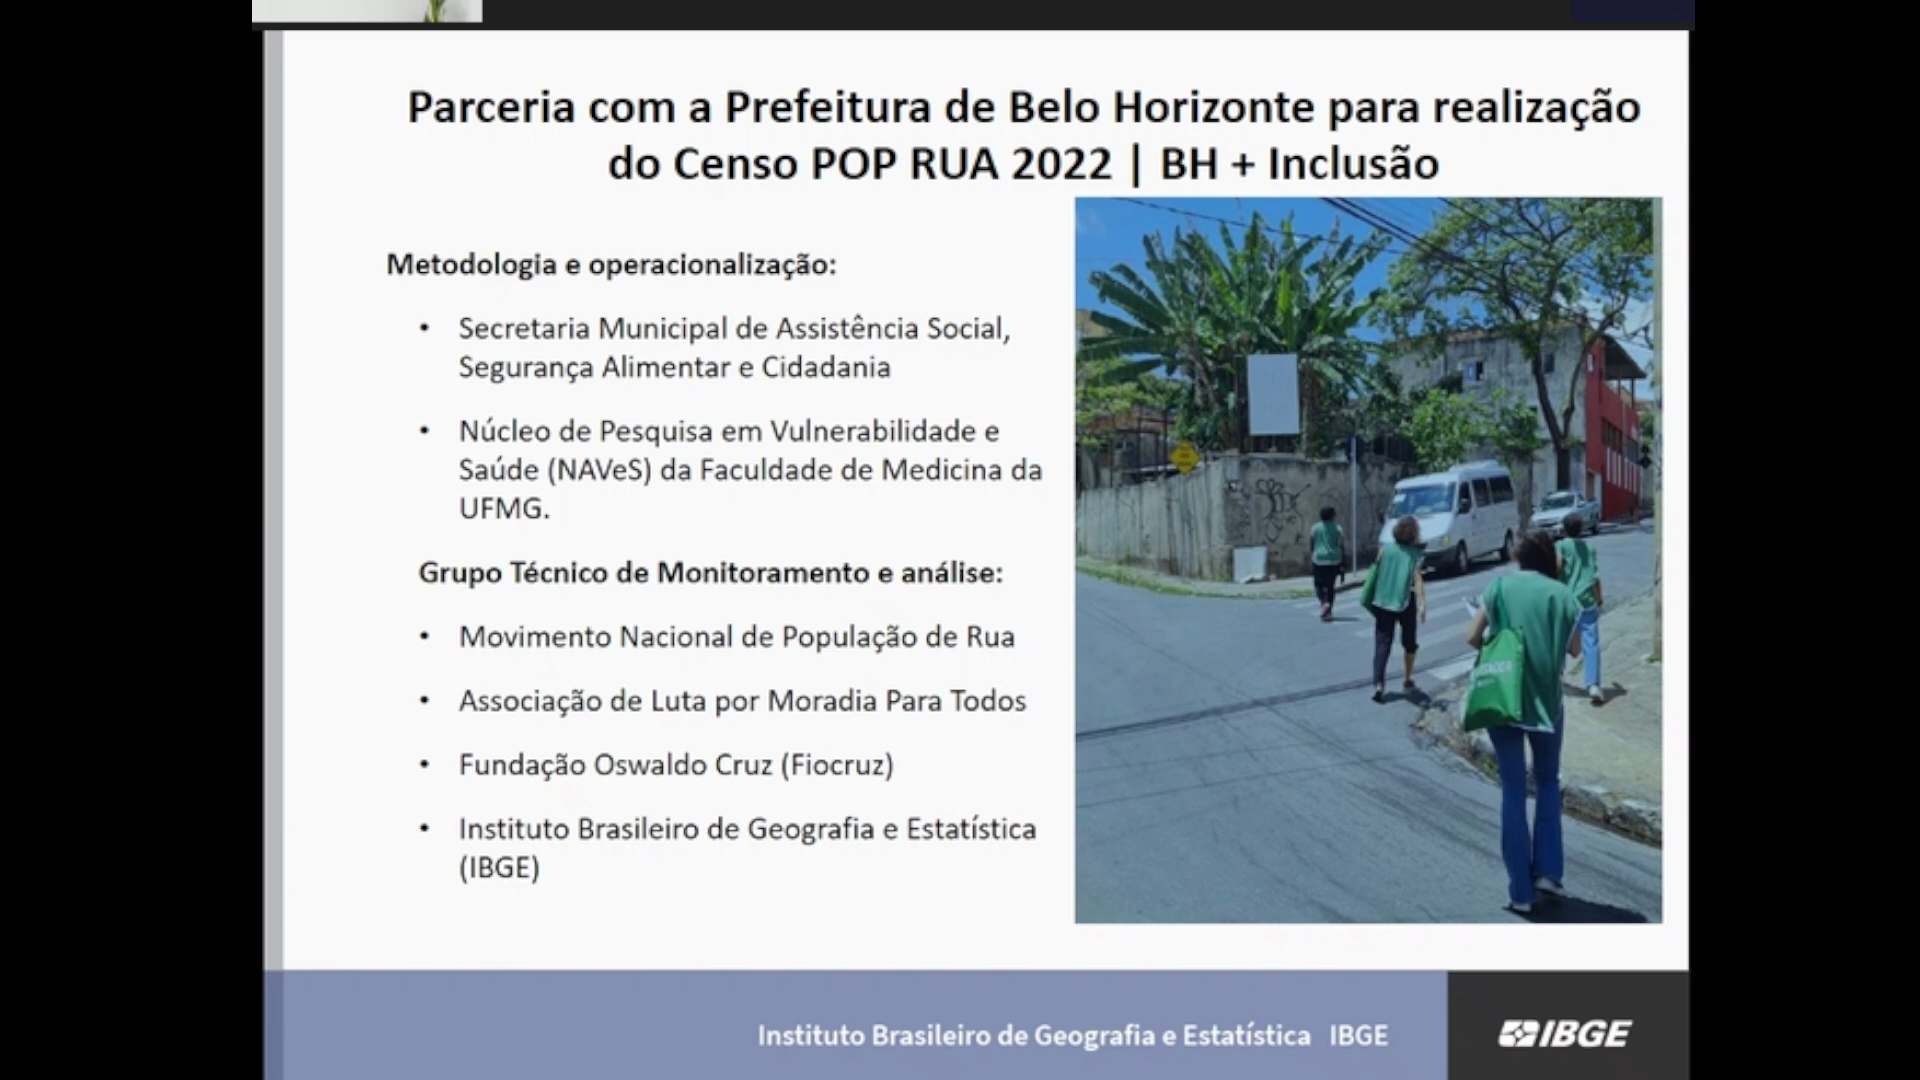 Parceria com a Prefeitura de Belo Horizonte para realização
do Censo POP RUA 2022 | BH + Inclusão
Metodologia e operacionalização:
• Secretaria Municipal de Assistência Social,
Segurança Alimentar e Cidadania
• Núcleo de Pesquisa em Vulnerabilidade e
Saúde (NAVeS) da Faculdade de Medicina da
UFMG.
Grupo Técnico de Monitoramento e análise:
• Movimento Nacional de População de Rua
• Associação de Luta por Moradia Para Todos
• Fundação Oswaldo Cruz (Fiocruz)
• Instituto Brasileiro de Geografia e Estatística
(IBGE)
Instituto Brasileiro de Geografia e Estatística IBGE
IBGE